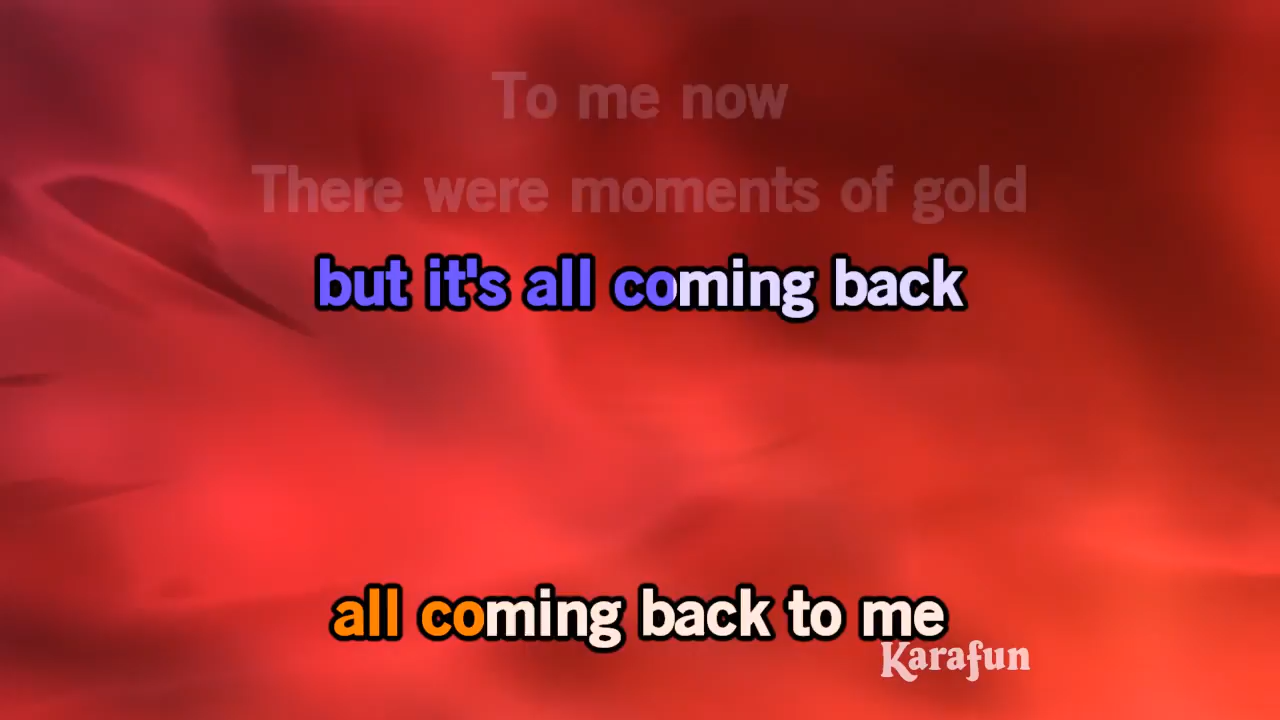 To me now
There were moments of gold
but it's all coming back
all coming back to me
Karafun